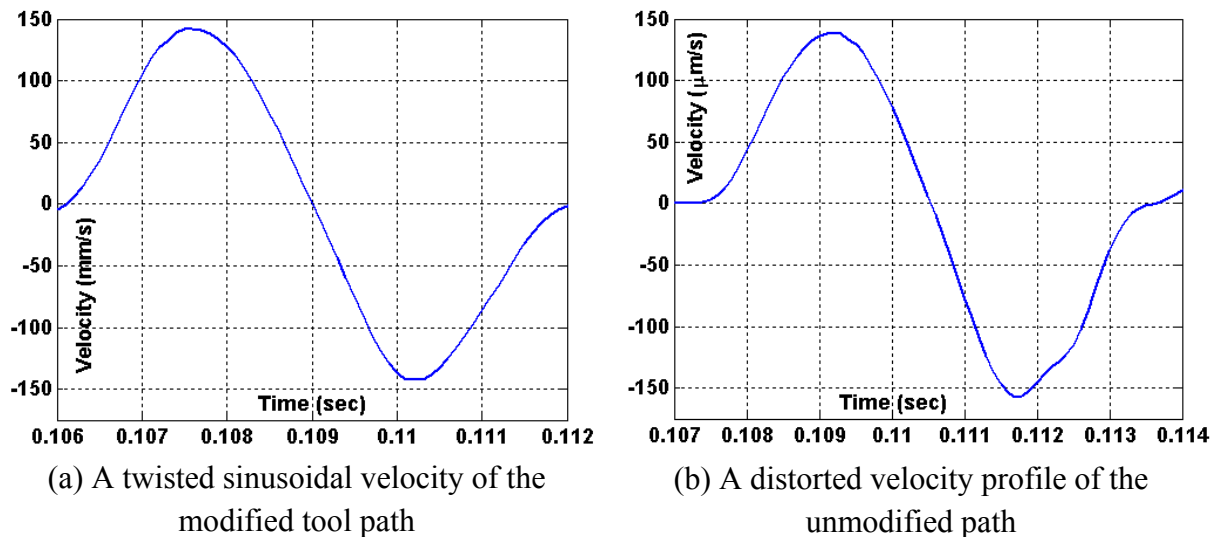 150
100
50
0
-50
-100
-150
Velocity (mm/s)
Time (sec)
0.106 0.107 0.108 0.109 0.11 0.111 0.112
(a) A twisted sinusoidal velocity of the
modified tool path
150
100
50
0
-50
-100
-150
Velocity (μm/s)
Time (sec)
0.107 0.108 0.109 0.11 0.111 0.112 0.113 0.114
(b) A distorted velocity profile of the
unmodified path